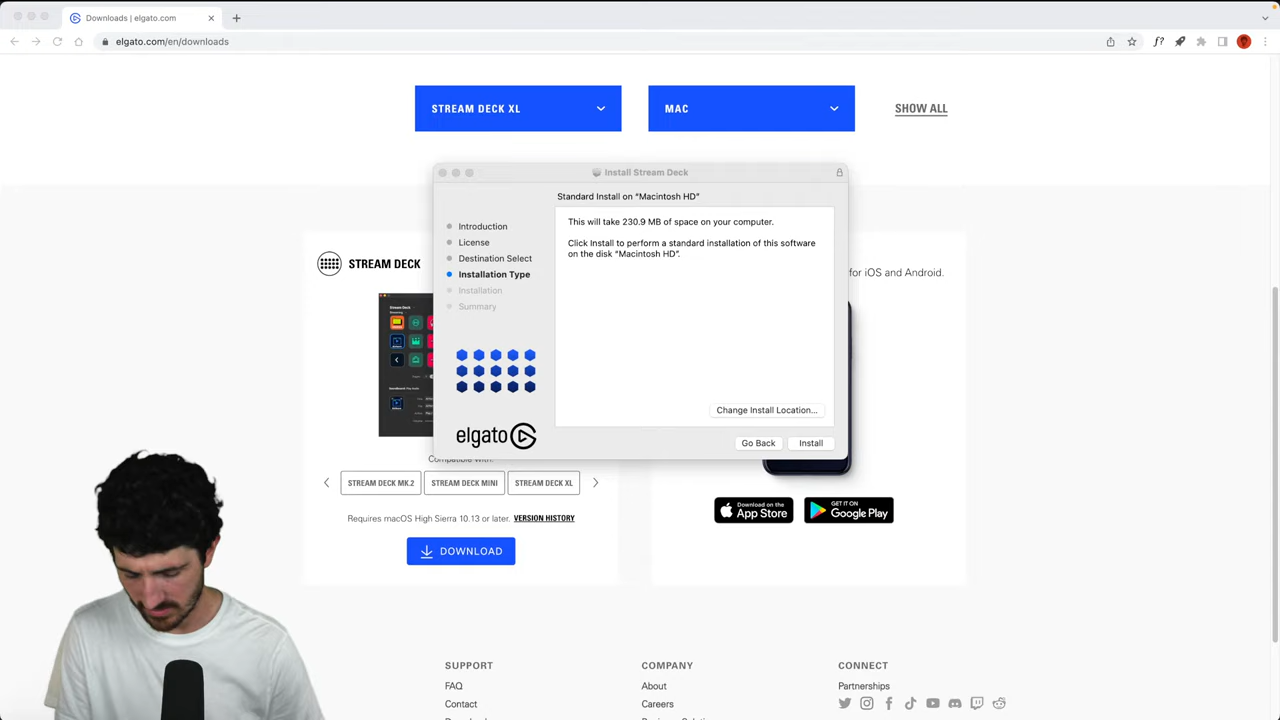 Downloads | elgato.com
elgato.com/en/downloads
f?
STREAM DECK XL
MAC
SHOW ALL
Install Stream Deck
Standard Install on “Macintosh HD”
This will take 230.9 MB of space on your computer.
Click Install to perform a standard installation of this software
on the disk “Macintosh HD”.
Introduction
License
Destination Select
Installation Type
Installation
Summary
elgato
Change Install Location...
Go Back
Install
STREAM DECK
for iOS and Android.
Compatible with:
STREAM DECK MK.2
STREAM DECK MINI
STREAM DECK XL
Requires macOS High Sierra 10.13 or later. VERSION HISTORY
DOWNLOAD
Download on the
App Store
GET IT ON
Google Play
SUPPORT
FAQ
Contact
COMPANY
About
Careers
CONNECT
Partnerships